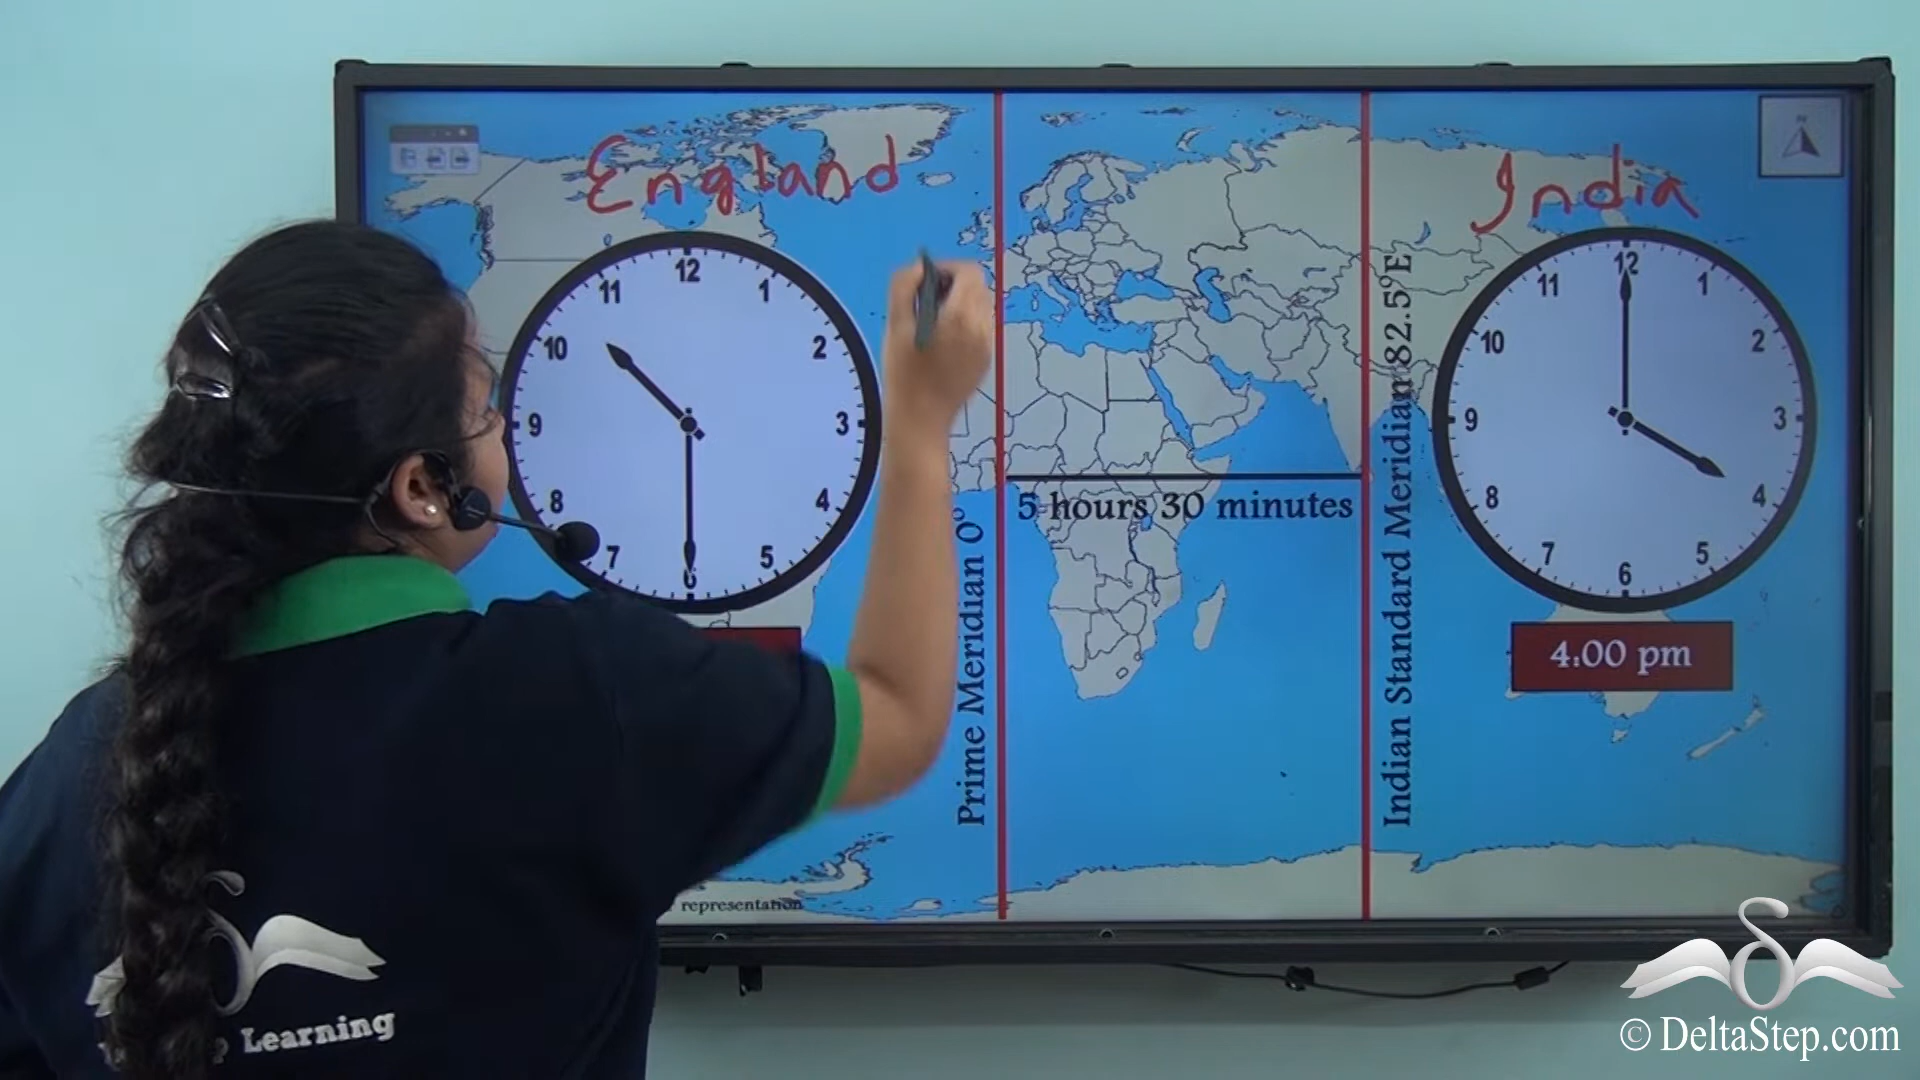 England
India
12
1
2
3
4
5
7
8
9
10
11
12
1
2
3
4
5
6
7
8
9
10
11
5 hours 30 minutes
Prime Meridian 0°
Indian Standard Meridian 82.5°E
4:00 pm
representation
Learning
© DeltaStep.com